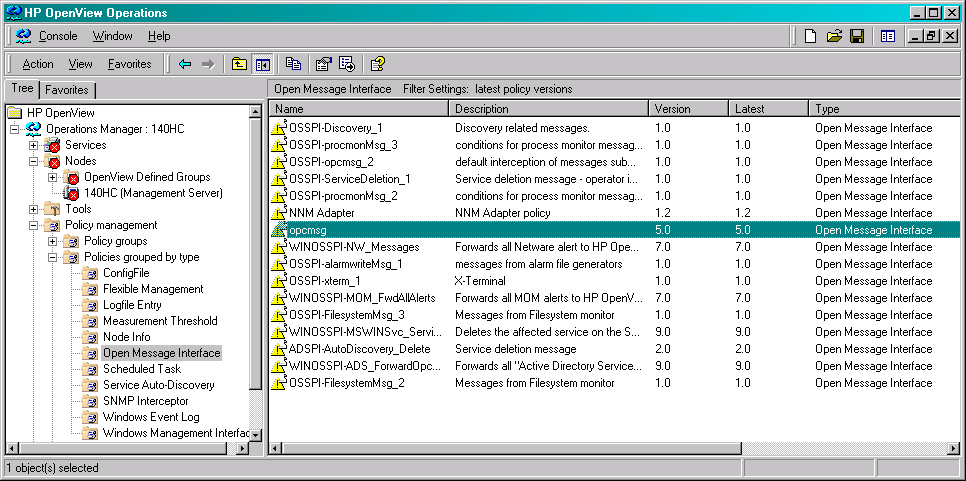 HP OpenView Operations
Console Window Help
Action View Favorites
Tree Favorites
HP OpenView
Operations Manager : 140HC
Services
Nodes
OpenView Defined Groups
140HC (Management Server)
Tools
Policy management
Policy groups
Policies grouped by type
ConfigFile
Flexible Management
Logfile Entry
Measurement Threshold
Node Info
Open Message Interface
Scheduled Task
Service Auto-Discovery
SNMP Interceptor
Windows Event Log
Windows Management Interfac
Open Message Interface Filter Settings: latest policy versions
Name Description Version Latest Type
OSSPI-Discovery_1 Discovery related messages. 1.0 1.0 Open Message Interface
OSSPI-procmonMsg_3 conditions for process monitor messag... 1.0 1.0 Open Message Interface
OSSPI-opcmsg_2 default interception of messages sub... 1.0 1.0 Open Message Interface
OSSPI-ServiceDeletion_1 Service deletion message - operator i... 1.0 1.0 Open Message Interface
OSSPI-procmonMsg_2 conditions for process monitor messag... 1.0 1.0 Open Message Interface
NNM Adapter NNM Adapter policy 1.2 1.2 Open Message Interface
opcmsg 5.0 5.0 Open Message Interface
WINOSSPI-NW_Messages Forwards all Netware alert to HP Ope... 7.0 7.0 Open Message Interface
OSSPI-alarmwriteMsg_1 messages from alarm file generators 1.0 1.0 Open Message Interface
OSSPI-xterm_1 X-Terminal 1.0 1.0 Open Message Interface
WINOSSPI-MOM_FwdAllAlerts Forwards all MOM alerts to HP OpenV... 7.0 7.0 Open Message Interface
OSSPI-FilesystemMsg_3 Messages from Filesystem monitor 1.0 1.0 Open Message Interface
WINOSSPI-MSWINSvc_Servi... Deletes the affected service on the S... 9.0 9.0 Open Message Interface
ADSPI-AutoDiscovery_Delete Service deletion message 2.0 2.0 Open Message Interface
WINOSSPI-ADS_ForwardOpc... Forwards all "Active Directory Service... 9.0 9.0 Open Message Interface
OSSPI-FilesystemMsg_2 Messages from Filesystem monitor 1.0 1.0 Open Message Interface
1 object(s) selected